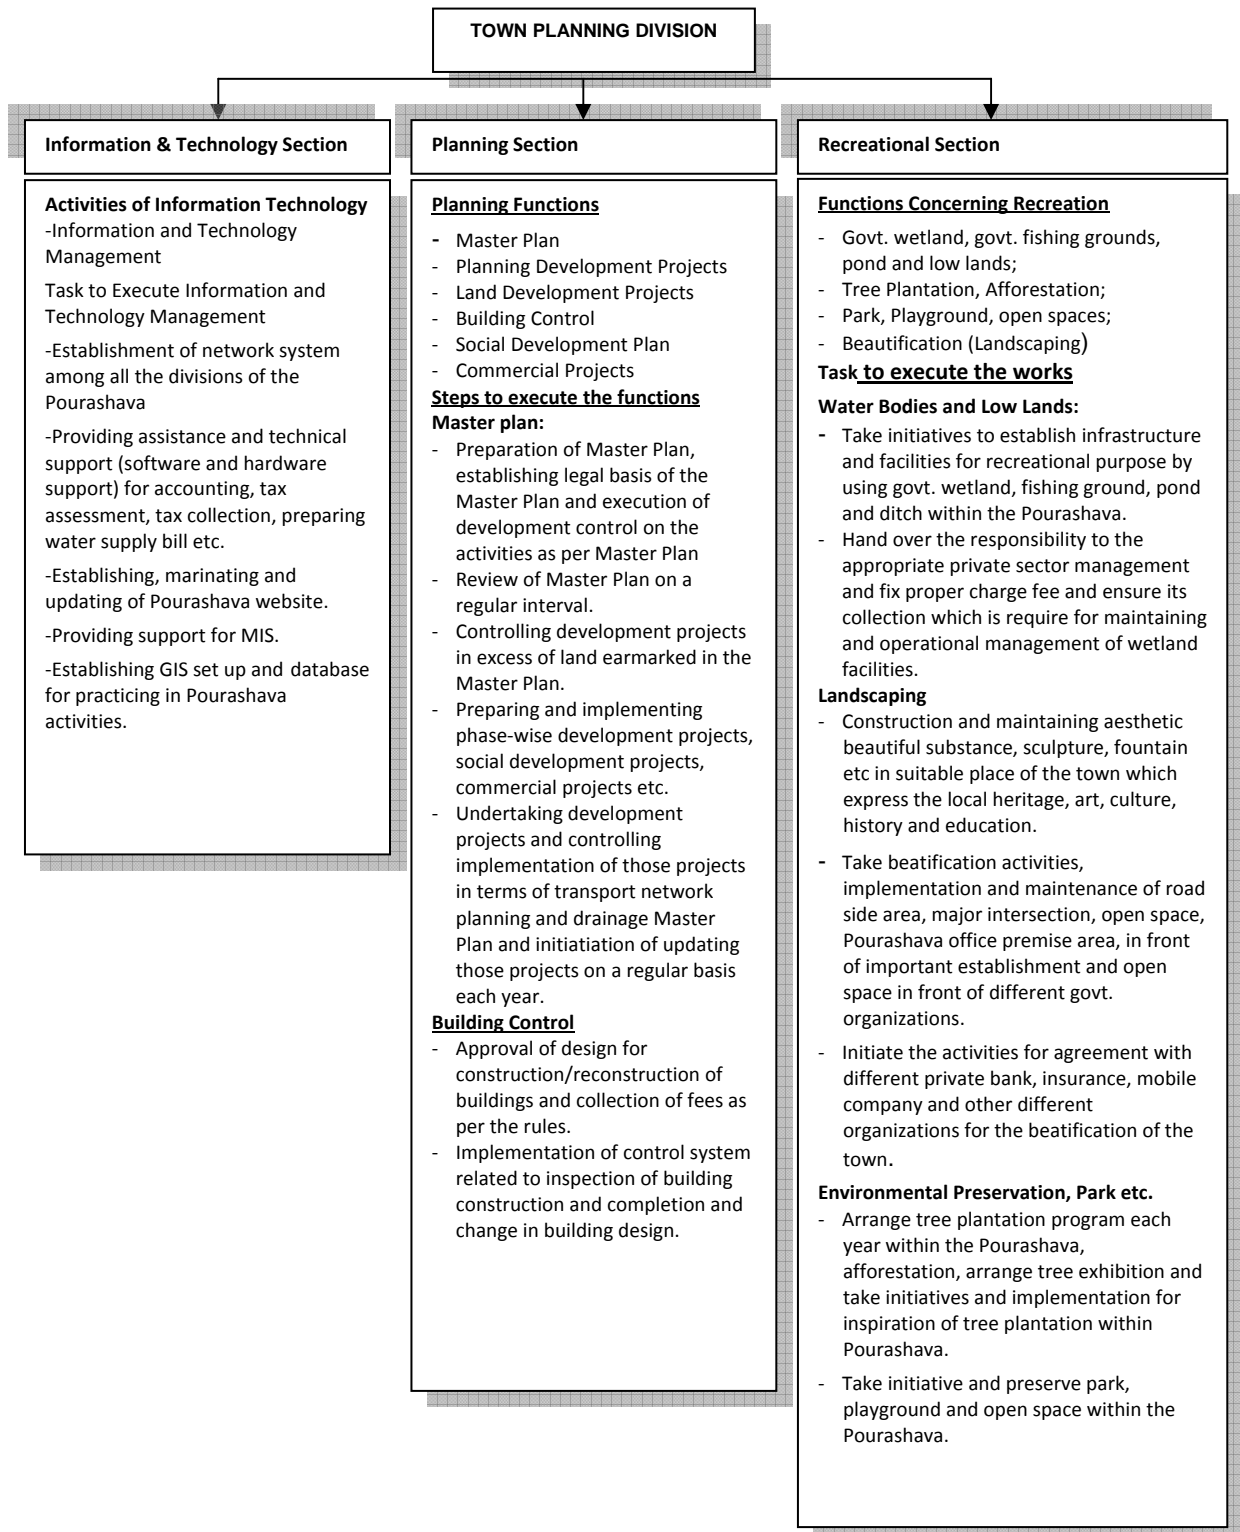 TOWN PLANNING DIVISION
Information & Technology Section
Activities of Information Technology
-Information and Technology
Management
Task to Execute Information and
Technology Management
-Establishment of network system
among all the divisions of the
Pourashava
-Providing assistance and technical
support (software and hardware
support) for accounting, tax
assessment, tax collection, preparing
water supply bill etc.
-Establishing, marinating and
updating of Pourashava website.
-Providing support for MIS.
-Establishing GIS set up and database
for practicing in Pourashava
activities.
Planning Section
Planning Functions
- Master Plan
- Planning Development Projects
- Land Development Projects
- Building Control
- Social Development Plan
- Commercial Projects
Steps to execute the functions
Master plan:
- Preparation of Master Plan,
establishing legal basis of the
Master Plan and execution of
development control on the
activities as per Master Plan
- Review of Master Plan on a
regular interval.
- Controlling development projects
in excess of land earmarked in the
Master Plan.
- Preparing and implementing
phase-wise development projects,
social development projects,
commercial projects etc.
- Undertaking development
projects and controlling
implementation of those projects
in terms of transport network
planning and drainage Master
Plan and initiatiation of updating
those projects on a regular basis
each year.
Building Control
- Approval of design for
construction/reconstruction of
buildings and collection of fees as
per the rules.
- Implementation of control system
related to inspection of building
construction and completion and
change in building design.
Recreational Section
Functions Concerning Recreation
- Govt. wetland, govt. fishing grounds,
pond and low lands;
- Tree Plantation, Afforestation;
- Park, Playground, open spaces;
- Beautification (Landscaping)
Task to execute the works
Water Bodies and Low Lands:
- Take initiatives to establish infrastructure
and facilities for recreational purpose by
using govt. wetland, fishing ground, pond
and ditch within the Pourashava.
- Hand over the responsibility to the
appropriate private sector management
and fix proper charge fee and ensure its
collection which is require for maintaining
and operational management of wetland
facilities.
Landscaping
- Construction and maintaining aesthetic
beautiful substance, sculpture, fountain
etc in suitable place of the town which
express the local heritage, art, culture,
history and education.
- Take beatification activities,
implementation and maintenance of road
side area, major intersection, open space,
Pourashava office premise area, in front
of important establishment and open
space in front of different govt.
organizations.
- Initiate the activities for agreement with
different private bank, insurance, mobile
company and other different
organizations for the beatification of the
town.
Environmental Preservation, Park etc.
- Arrange tree plantation program each
year within the Pourashava,
afforestation, arrange tree exhibition and
take initiatives and implementation for
inspiration of tree plantation within
Pourashava.
- Take initiative and preserve park,
playground and open space within the
Pourashava.